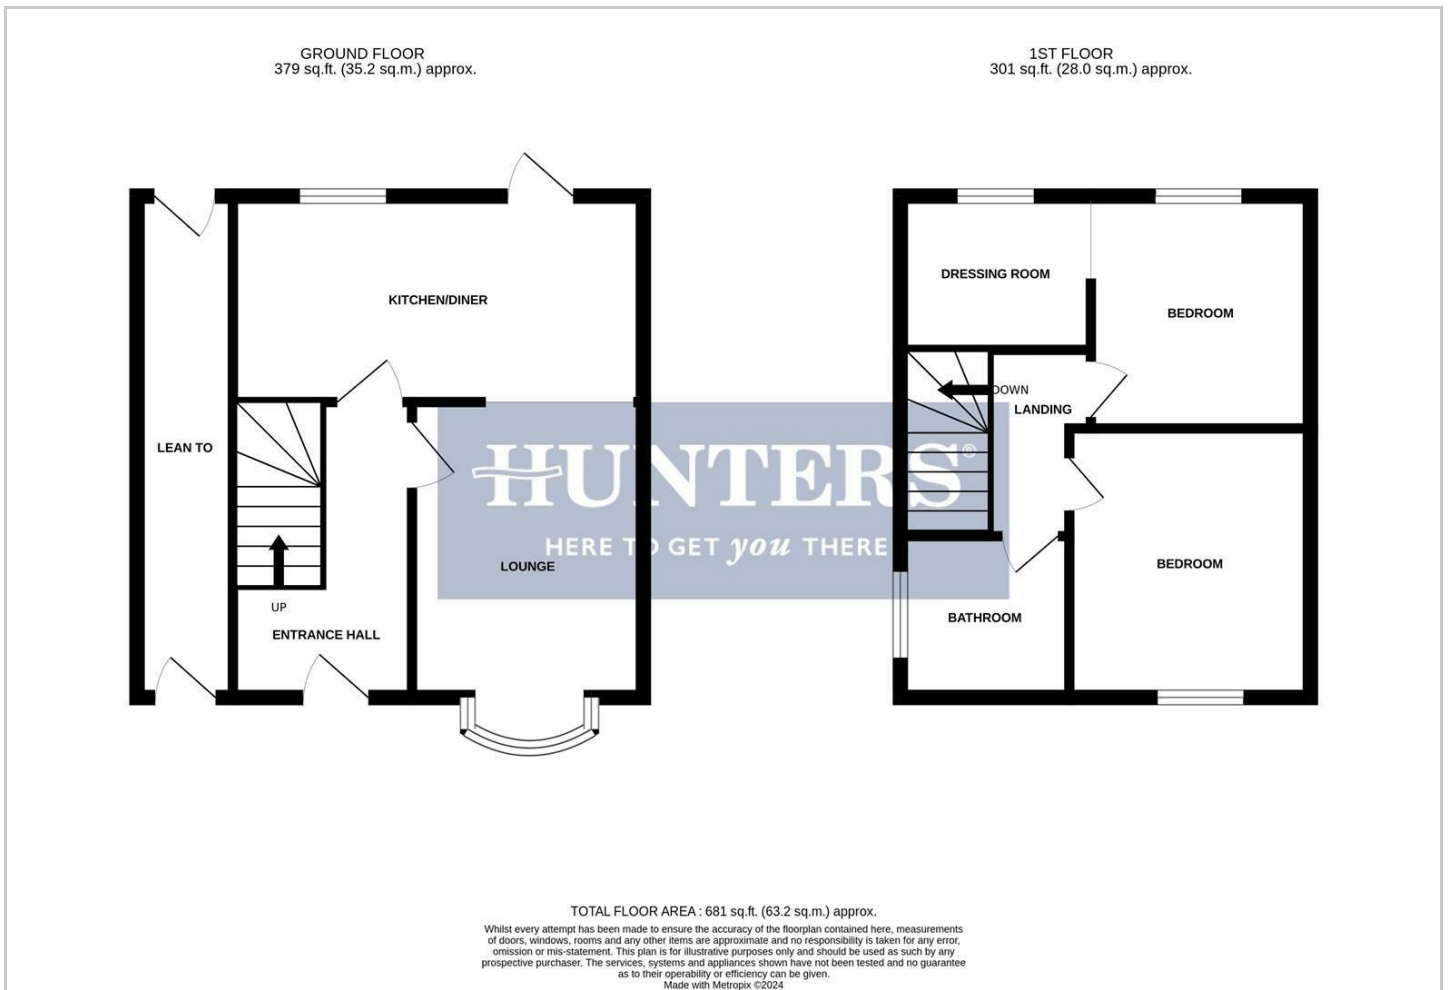 GROUND FLOOR
379 sq.ft. (35.2 sq.m.) approx.
1ST FLOOR
301 sq.ft. (28.0 sq.m.) approx.
KITCHEN/DINER
DRESSING ROOM
BEDROOM
DOWN
LANDING
LEAN TO
HUNTERS®
HERE TO GET you THERE
LOUNGE
BEDROOM
UP
ENTRANCE HALL
BATHROOM
TOTAL FLOOR AREA : 681 sq.ft. (63.2 sq.m.) approx.
Whilst every attempt has been made to ensure the accuracy of the floorplan contained here, measurements
of doors, windows, rooms and any other items are approximate and no responsibility is taken for any error,
omission or mis-statement. This plan is for illustrative purposes only and should be used as such by any
prospective purchaser. The services, systems and appliances shown have not been tested and no guarantee
as to their operability or efficiency can be given.
Made with Metropix ©2024